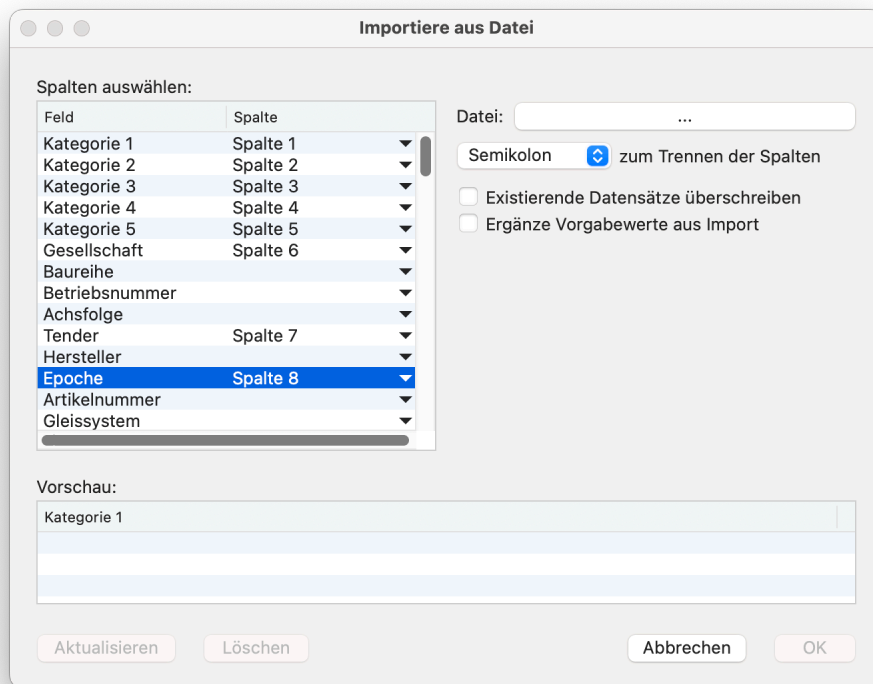 Importiere aus Datei
Spalten auswählen:
Feld Spalte
Kategorie 1 Spalte 1
Kategorie 2 Spalte 2
Kategorie 3 Spalte 3
Kategorie 4 Spalte 4
Kategorie 5 Spalte 5
Gesellschaft Spalte 6
Baureihe
Betriebsnummer
Achsfolge
Tender Spalte 7
Hersteller
Epoche Spalte 8
Artikelnummer
Gleissystem
Datei: ...
Semikolon zum Trennen der Spalten
Existierende Datensätze überschreiben
Ergänze Vorgabewerte aus Import
Vorschau:
Kategorie 1
Aktualisieren Löschen Abbrechen OK